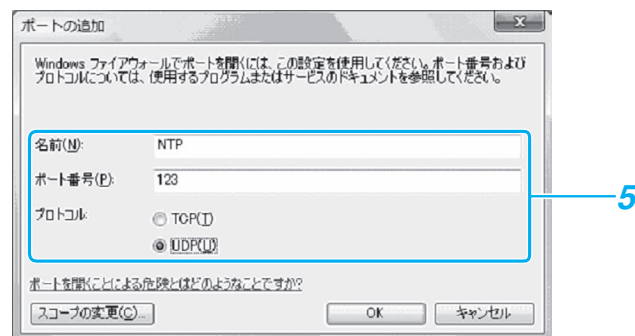 ポートの追加
Windows ファイアウォールでポートを開くには、この設定を使用してください。ポート番号および
プロトコルについては、使用するプログラムまたはサービスのドキュメントを参照してください。
名前(N): NTP
ポート番号(P): 123
プロトコル: TCP(T)
UDP(U)
5
ポートを開くことによる危険とはどのようなことですか?
スコープの変更(C)... OK キャンセル